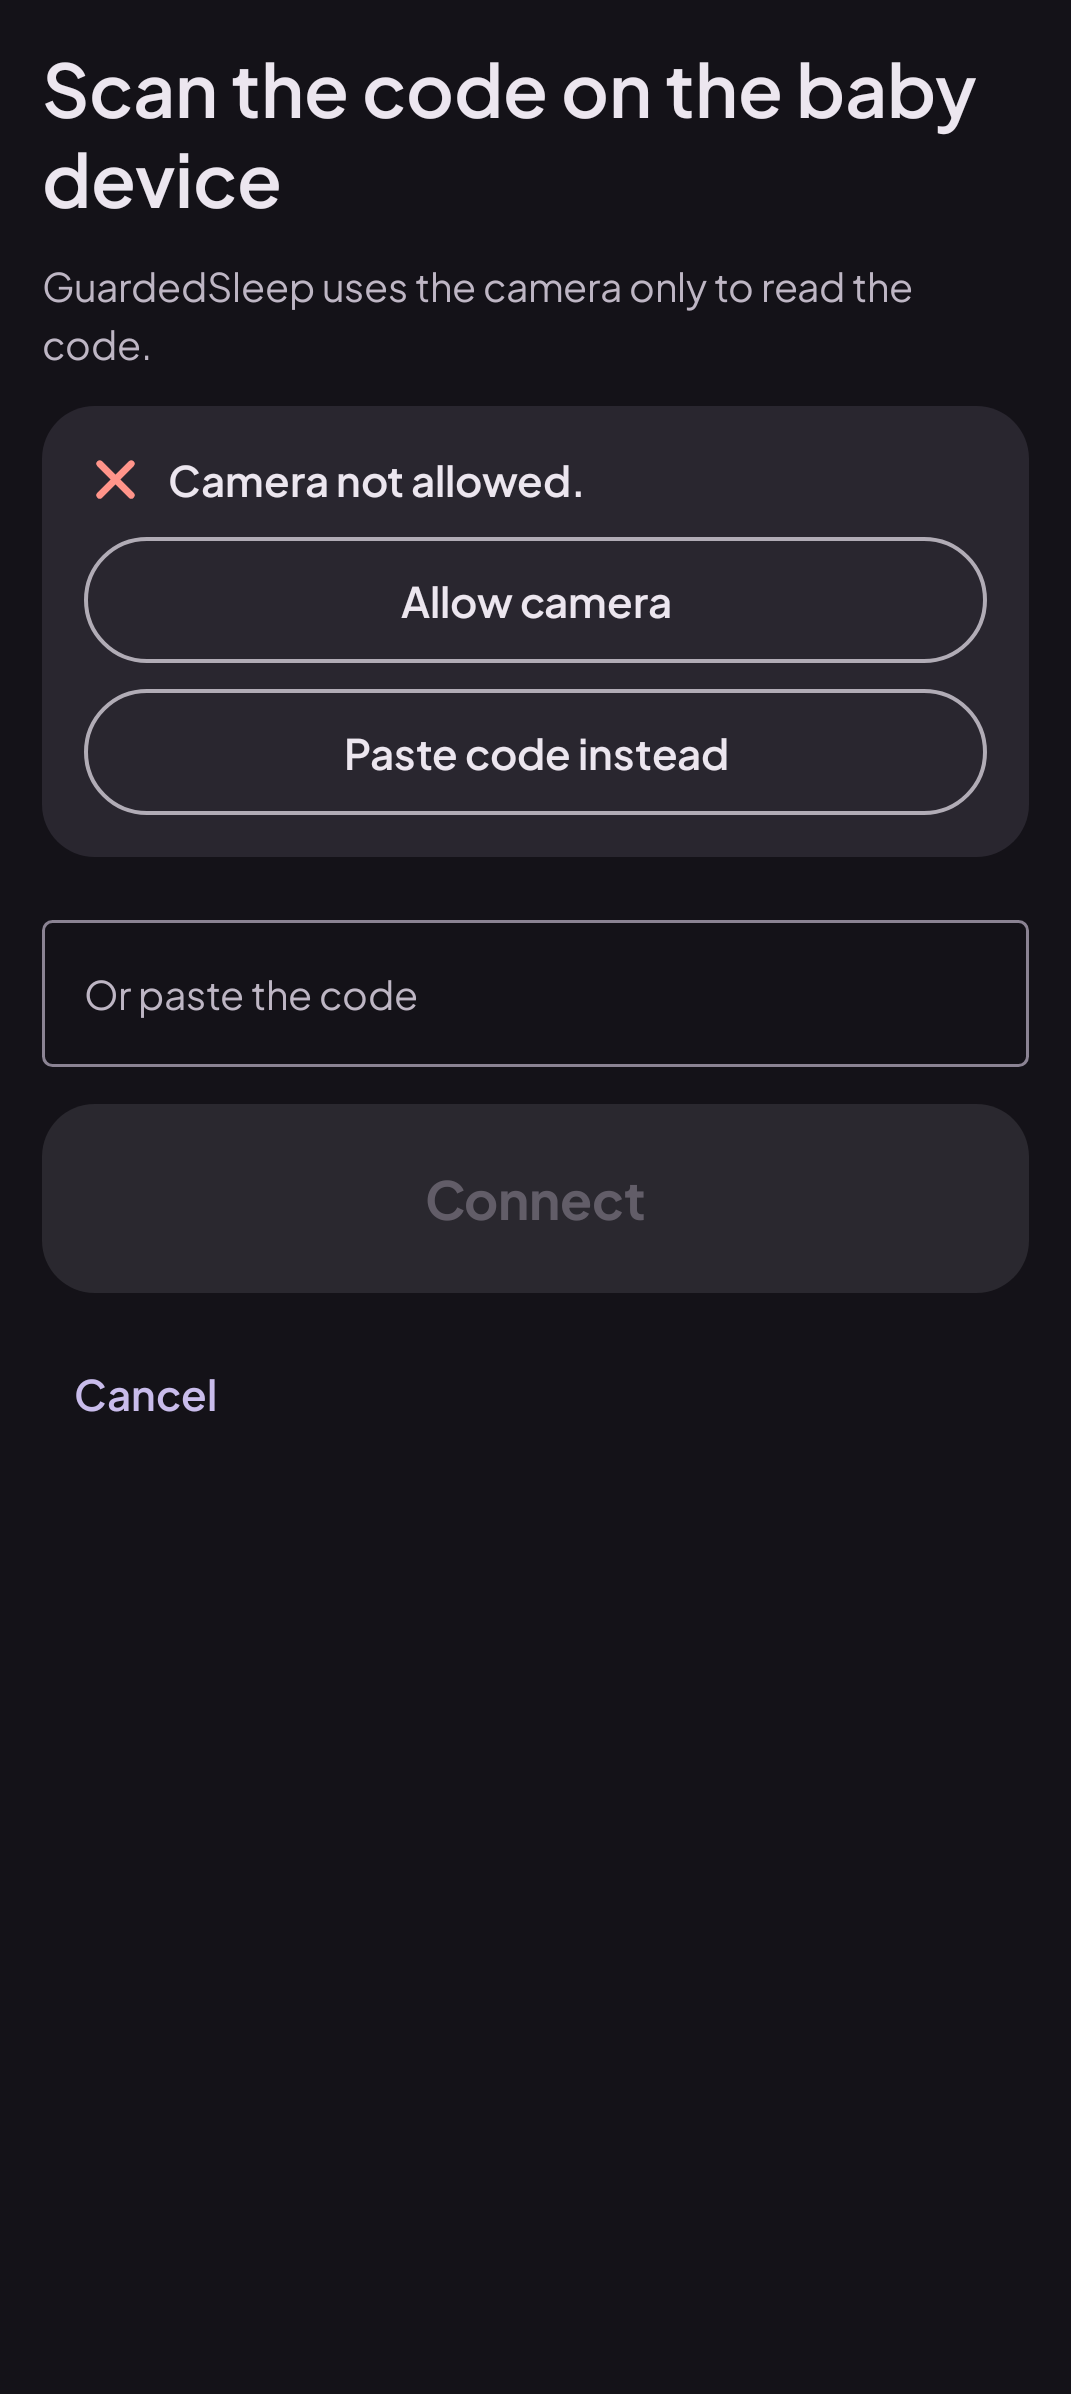 Scan the code on the baby
device
GuardedSleep uses the camera only to read the
code.
Camera not allowed.
Allow camera
Paste code instead
Or paste the code
Connect
Cancel